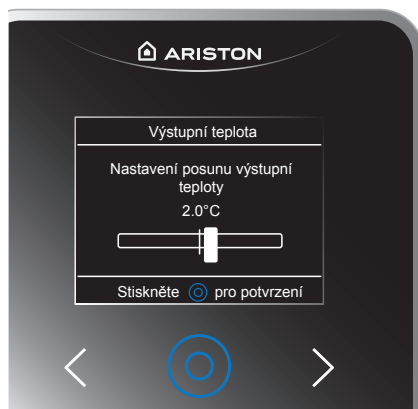 ARISTON
Výstupní teplota
Nastavení posunu výstupní
teploty
2.0°C
Stiskněte pro potvrzení